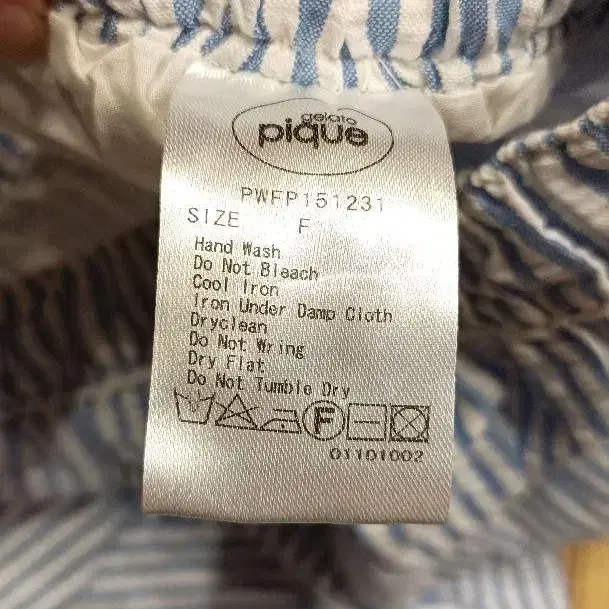 gelato
pique
PWFP151231
SIZE F
Hand Wash
Do Not Bleach
Cool Iron
Iron Under Damp Cloth
Dryclean
Do Not Wring
Dry Flat
Do Not Tumble Dry
F
01101002